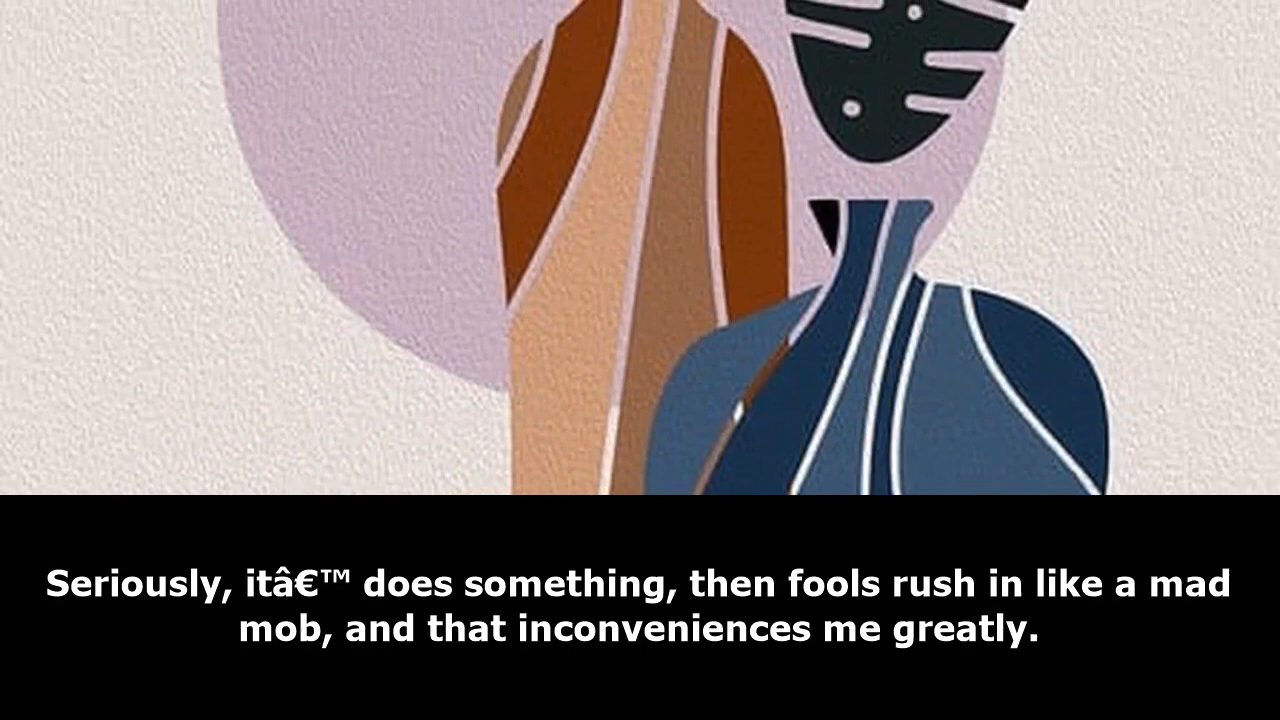 Seriously, itâ€™ does something, then fools rush in like a mad
mob, and that inconveniences me greatly.